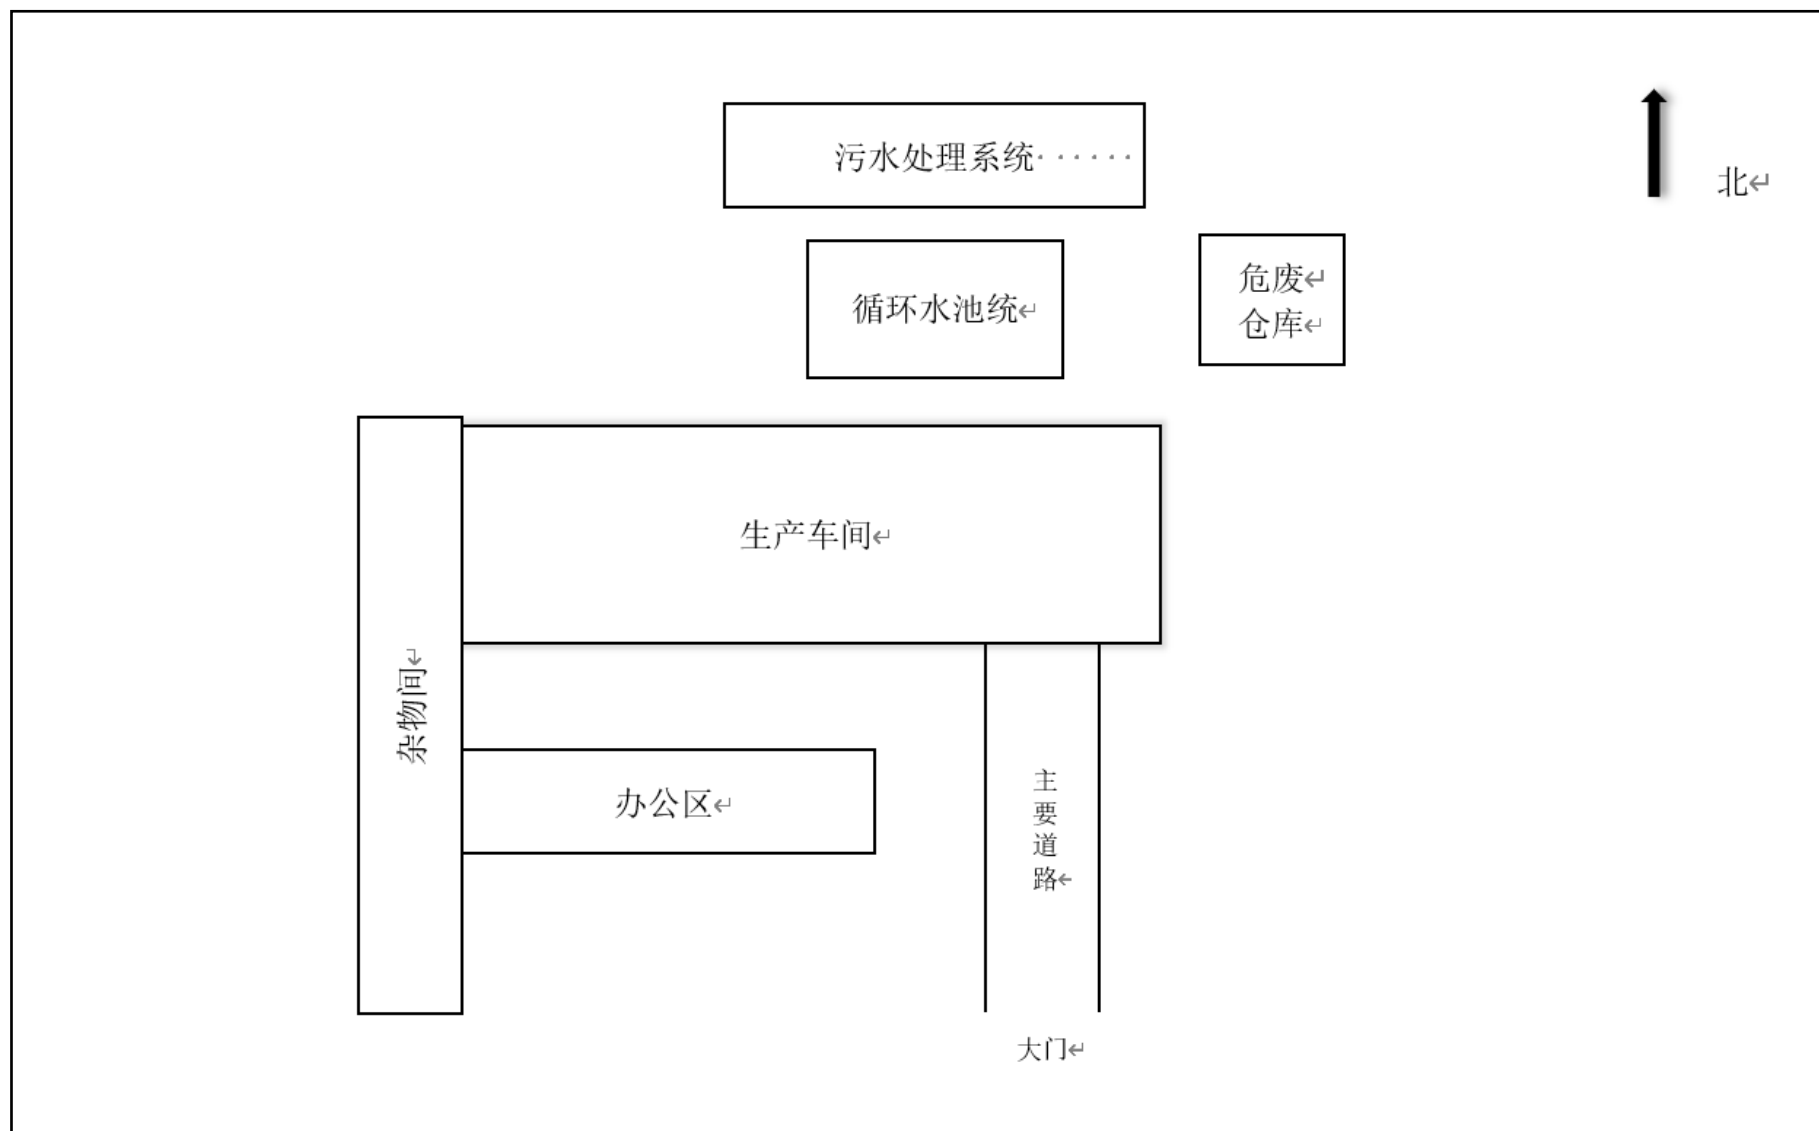 污水处理系统
北
循环水池统
危废
仓库
生产车间
杂物间
办公区
主
要
道
路
大门